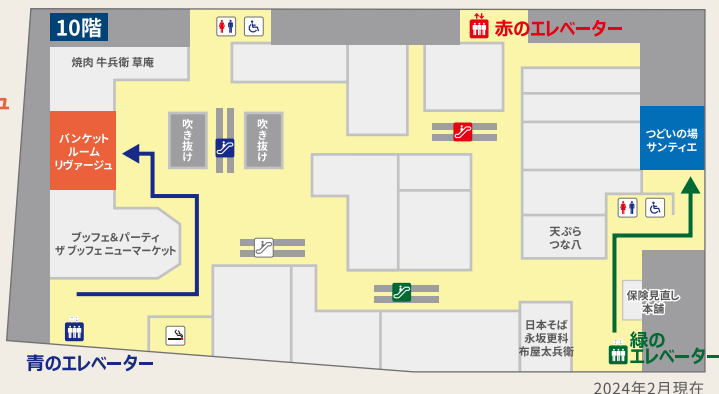 10階
赤のエレベーター
焼肉 牛兵衛 草庵
ュ
吹き抜け
吹き抜け
バンケット
ルーム
リヴァージュ
つどいの場
サンティエ
ブッフェ&パーティ
ザ ブッフェ ニューマーケット
天ぷら
つな八
保険見直し
本舗
日本そば
永坂更科
布屋太兵衛
緑の
エレベーター
青のエレベーター
2024年2月現在